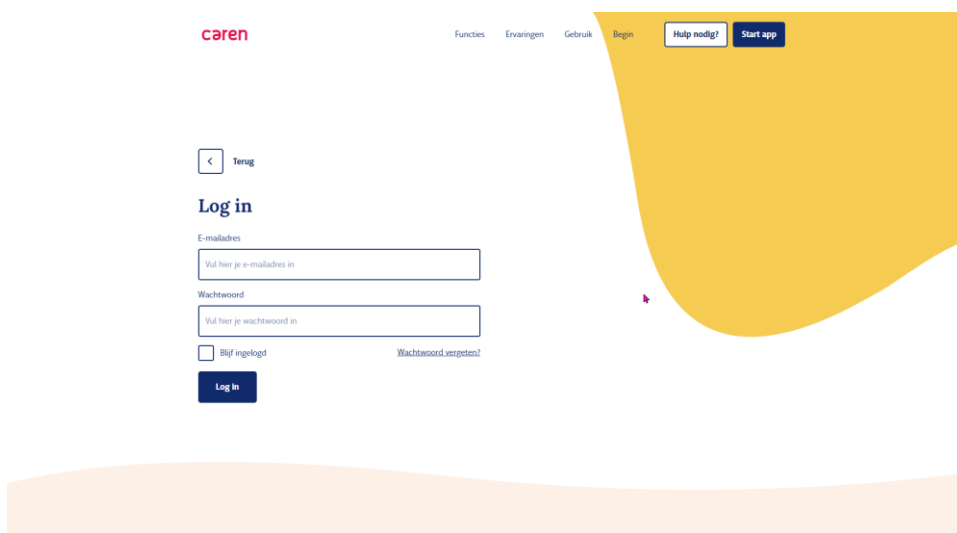 caren
Functies Ervaringen Gebruik Begin Hulp nodig? Start app
Terug
Log in
E-mailadres
Vul hier je e-mailadres in
Wachtwoord
Vul hier je wachtwoord in
Blijf ingelogd Wachtwoord vergeten?
Log in